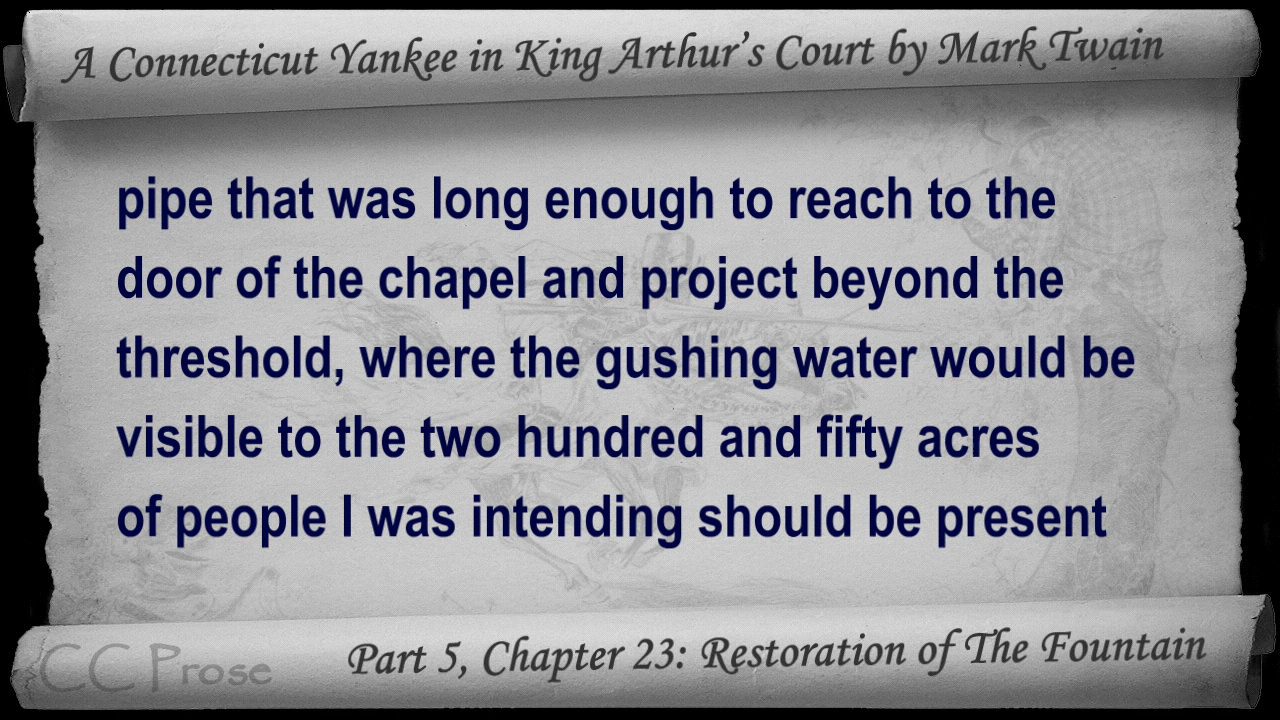 A Connecticut Yankee in King Arthur's Court by Mark Twain
pipe that was long enough to reach to the
door of the chapel and project beyond the
threshold, where the gushing water would be
visible to the two hundred and fifty acres
of people I was intending should be present
CC Prose
Part 5, Chapter 23: Restoration of The Fountain